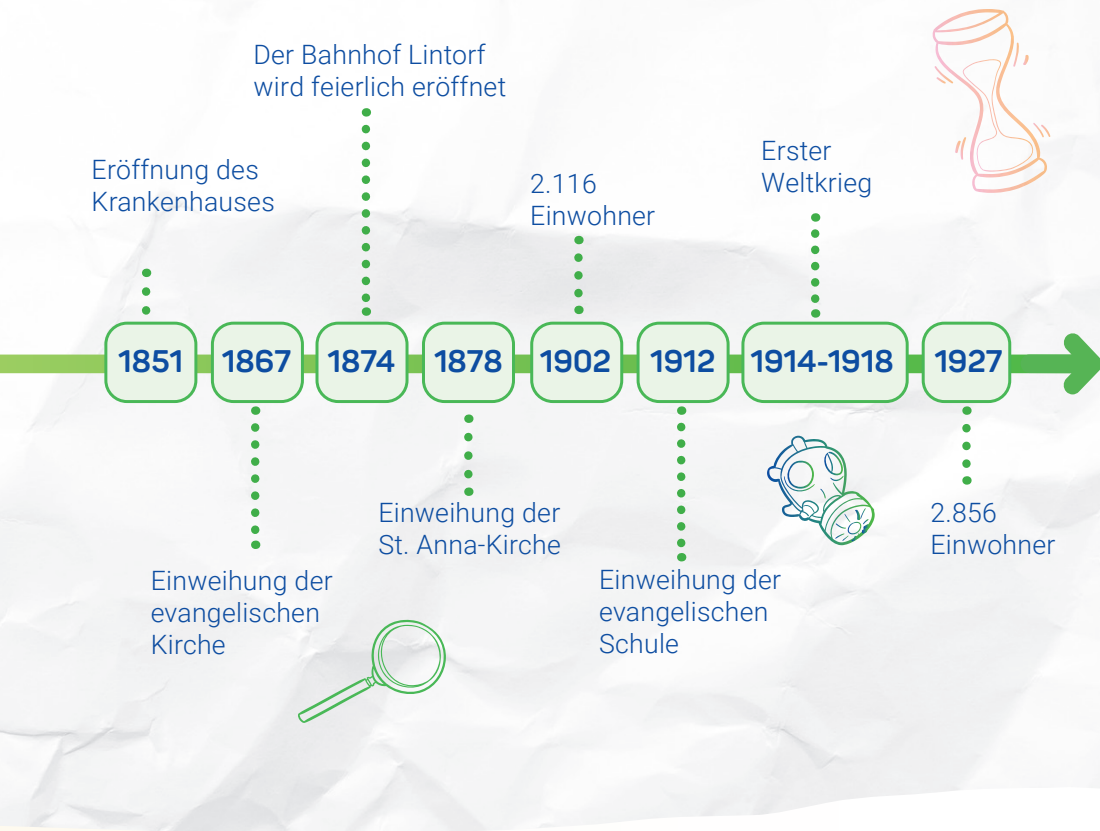 Der Bahnhof Lintorf
wird feierlich eröffnet
Eröffnung des
Krankenhauses
2.116
Einwohner
Erster
Weltkrieg
1851
1867
1874
1878
1902
1912
1914-1918
1927
Einweihung der
St. Anna-Kirche
2.856
Einwohner
Einweihung der
evangelischen
Kirche
Einweihung der
evangelischen
Schule